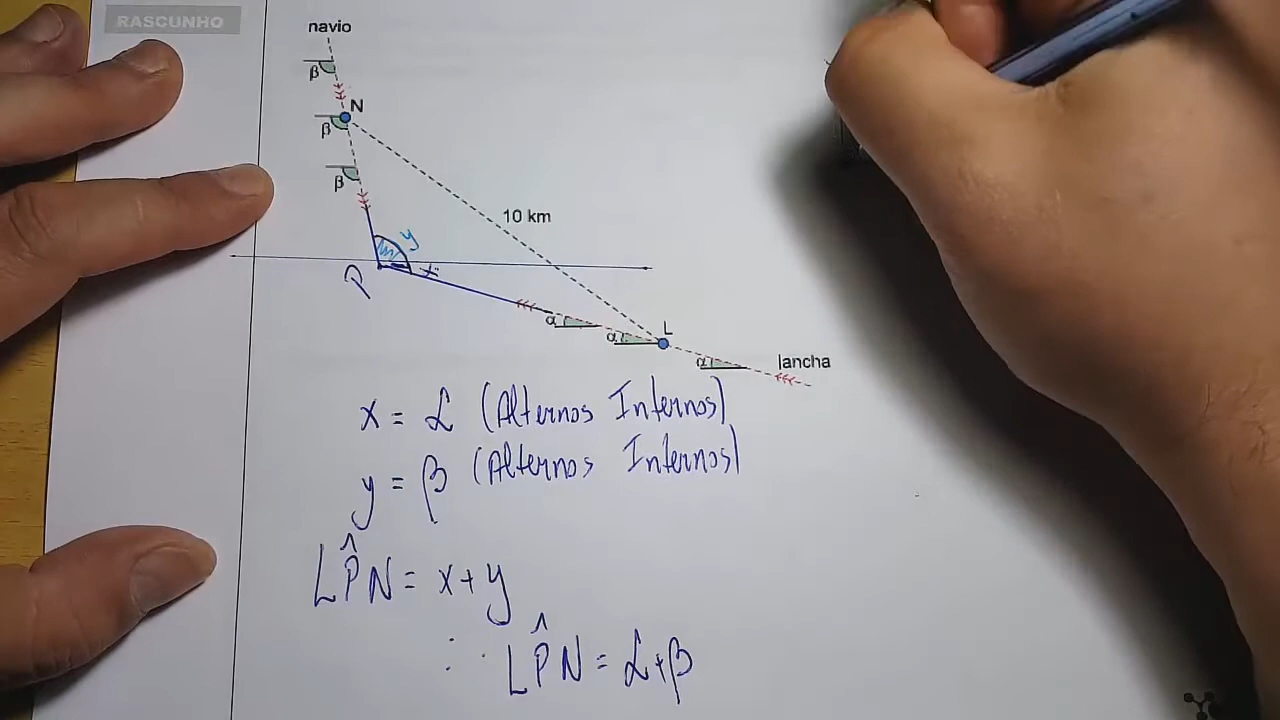 RASCUNHO
navio
β
N
β
β
10 km
y
x
P
α
α
L
α
lancha
x = α (Alternos Internos)
y = β (Alternos Internos)
LP̂N = x + y
∴ LP̂N = α + β